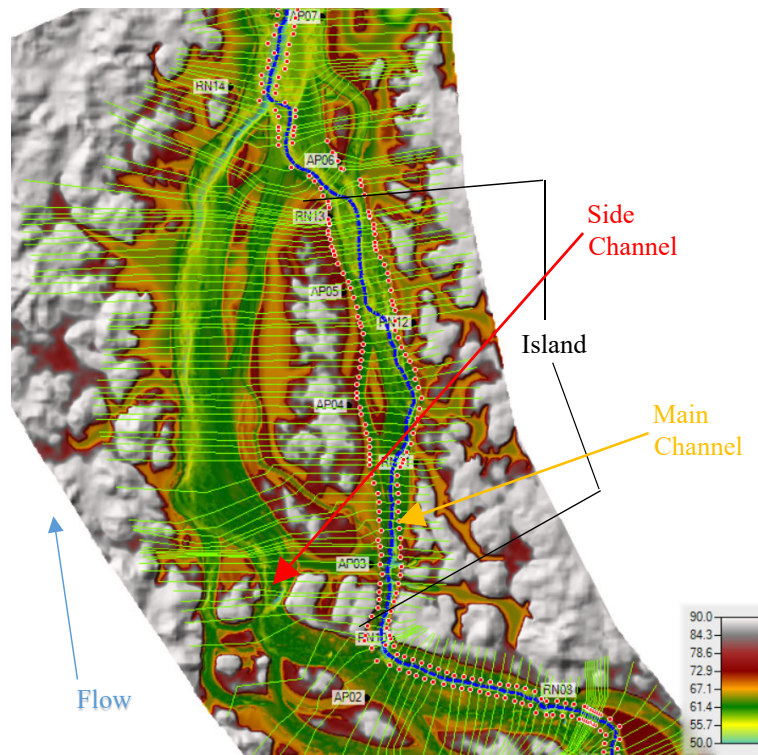 AP07
RN14
AP06
RN13
Side
Channel
AP05
RN12
Island
AP04
Main
Channel
AP03
Flow
AP02
RN08
90.0
84.3
78.6
72.9
67.1
61.4
55.7
50.0